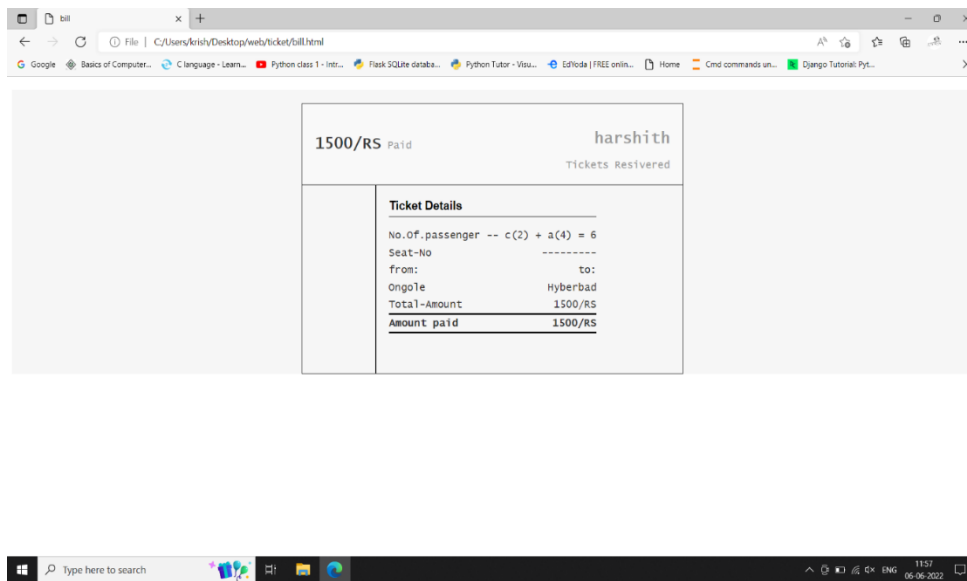 bill
File | C:/Users/krish/Desktop/web/ticket/bill.html
Google Basics of Computer... C language - Learn... Python class 1 - Intr... Flask SQLite databa... Python Tutor - Visu... EdYoda | FREE onlin... Home Cmd commands un... Django Tutorial: Pyt...
1500/RS Paid
harshith
Tickets Resivered
Ticket Details
No.Of.passenger -- c(2) + a(4) = 6
Seat-No ---------
from: to:
Ongole Hyberbad
Total-Amount 1500/RS
Amount paid 1500/RS
Type here to search
ENG
11:57
06-06-2022